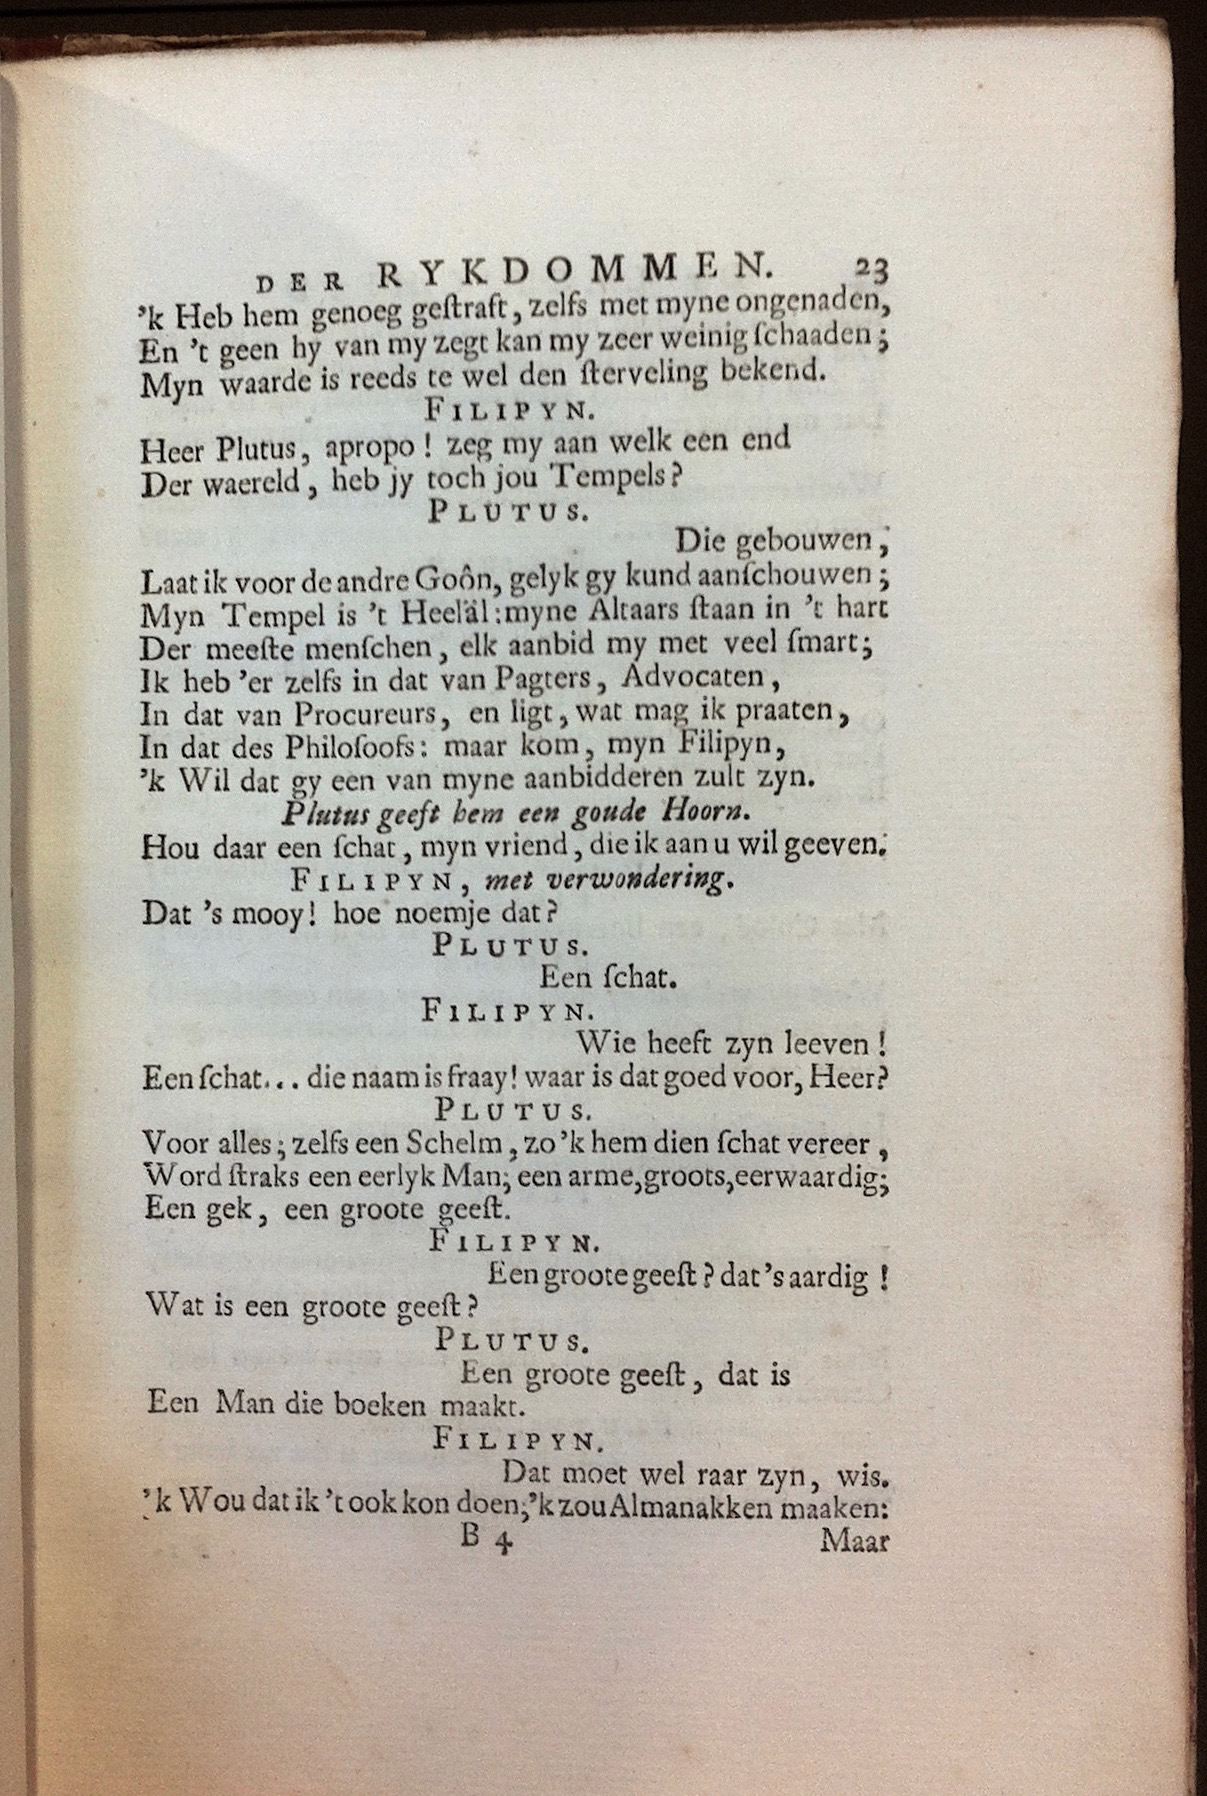 DER RYKDOMMEN. 23
’k Heb hem genoeg geſtraft, zelfs met myne ongenaden,
En ’t geen hy van my zegt kan my zeer weinig ſchaaden;
Myn waarde is reeds te wel den ſterveling bekend.
FILIPYN.
Heer Plutus, apropo! zeg my aan welk een end
Der waereld, heb jy toch jou Tempels?
PLUTUS.
Die gebouwen,
Laat ik voor de andre Goôn, gelyk gy kund aanſchouwen;
Myn Tempel is ’t Heeläl: myne Altaars ſtaan in ’t hart
Der meeſte menſchen, elk aanbid my met veel ſmart;
Ik heb ’er zelfs in dat van Pagters, Advocaten,
In dat van Procureurs, en ligt, wat mag ik praaten,
In dat des Philoſoofs: maar kom, myn Filipyn,
’k Wil dat gy een van myne aanbidderen zult zyn.
Plutus geeft hem een goude Hoorn.
Hou daar een ſchat, myn vriend, die ik aan u wil geeven.
FILIPYN, met verwondering.
Dat ’s mooy! hoe noemje dat?
PLUTUS.
Een ſchat.
FILIPYN.
Wie heeft zyn leeven!
Een ſchat... die naam is fraay! waar is dat goed voor, Heer?
PLUTUS.
Voor alles; zelfs een Schelm, zo ’k hem dien ſchat vereer,
Word ſtraks een eerlyk Man; een arme, groots, eerwaardig;
Een gek, een groote geeſt.
FILIPYN.
Een groote geeſt? dat ’s aardig!
Wat is een groote geeſt?
PLUTUS.
Een groote geeſt, dat is
Een Man die boeken maakt.
FILIPYN.
Dat moet wel raar zyn, wis.
’k Wou dat ik ’t ook kon doen; ’k zou Almanakken maaken:
B 4 Maar